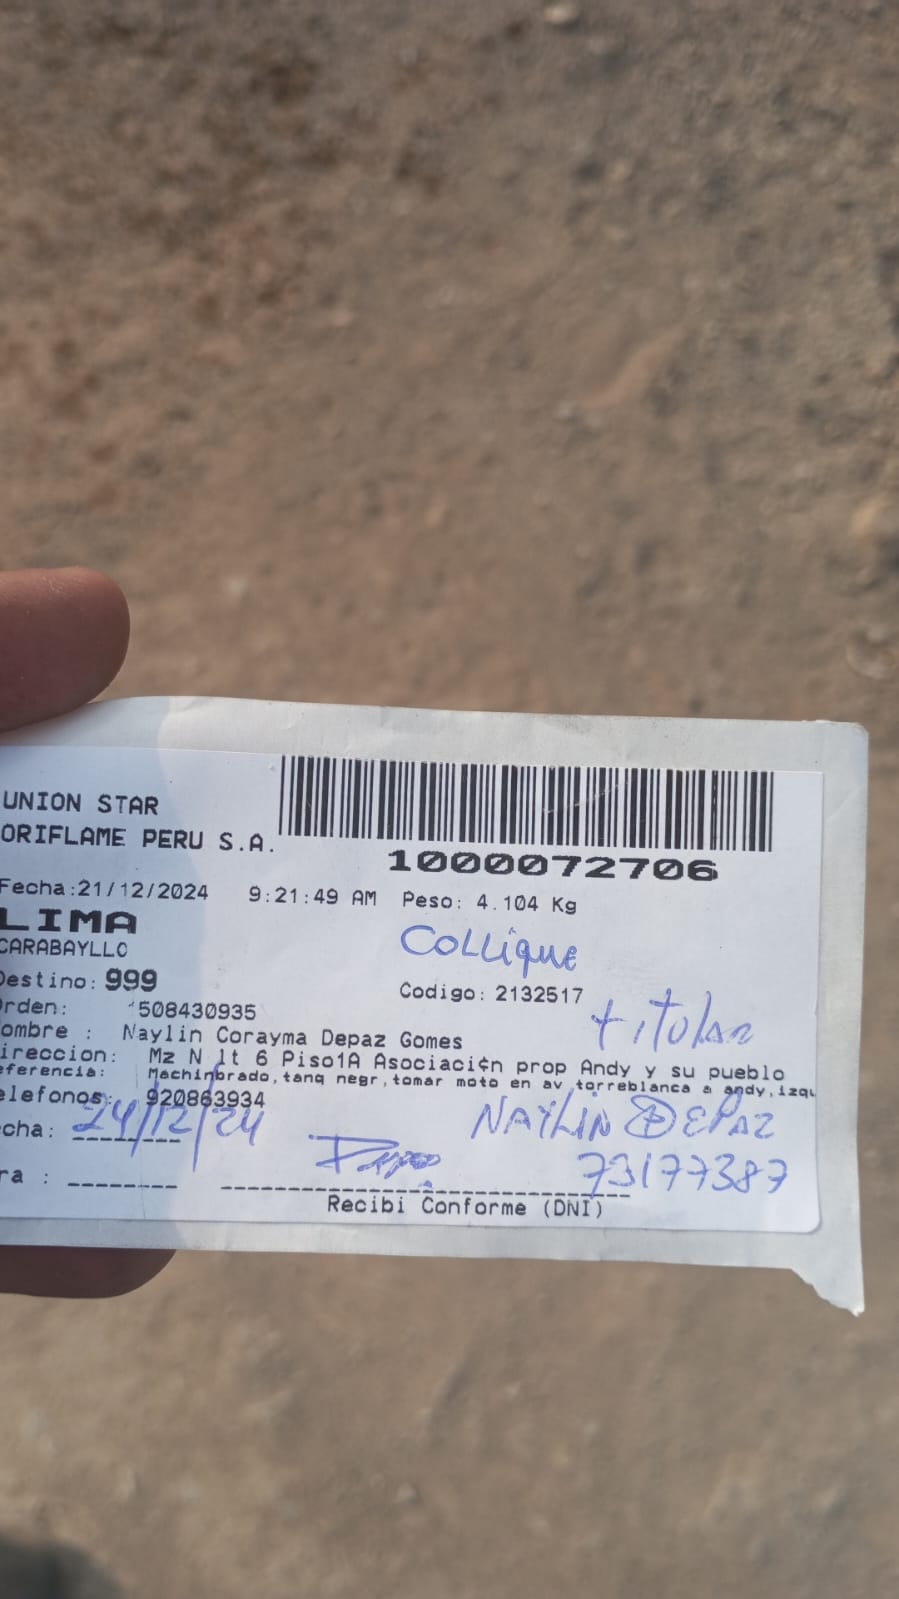 UNION STAR
ORIFLAME PERU S.A.
1000072706
Fecha:21/12/2024 9:21:49 AM Peso: 4.104 Kg
LIMA
CARABAYLLO
COLLique
Destino: 999
Codigo: 2132517
rden: 508430935
titular
ombre : Naylin Corayma Depaz Gomes
ireccion: Mz N lt 6 Piso1A Asociaci¢n prop Andy y su pueblo
eferencia: Machinbrado,tanq negr,tomar moto en av torreblanca a andy,izqu
elefonos: 920863934
cha: 24/12/24
NAYLIN DEPAZ
73177387
ra :
Recibi Conforme (DNI)